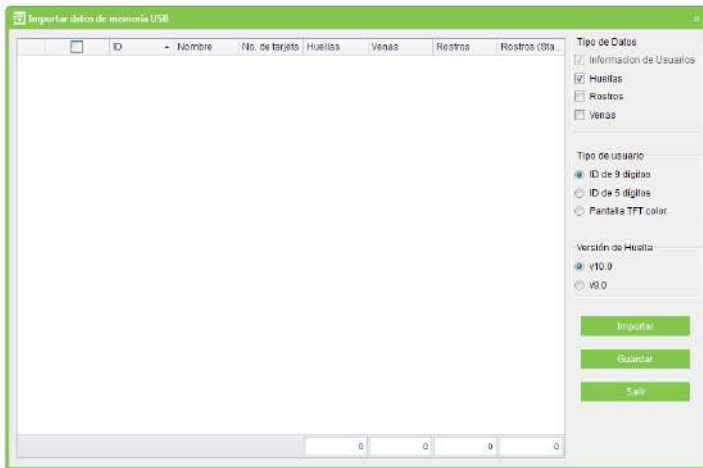 Importar datos de memoria USB
ID Nombre No. de tarjeta Huellas Venas Rostros Rostros (Sta...
Tipo de Datos
Informacion de Usuarios
Huellas
Rostros
Venas
Tipo de usuario
ID de 9 dígitos
ID de 5 dígitos
Pantalla TFT color
Versión de Huella
v10.0
v9.0
Importar
Guardar
Salir
0 0 0 0